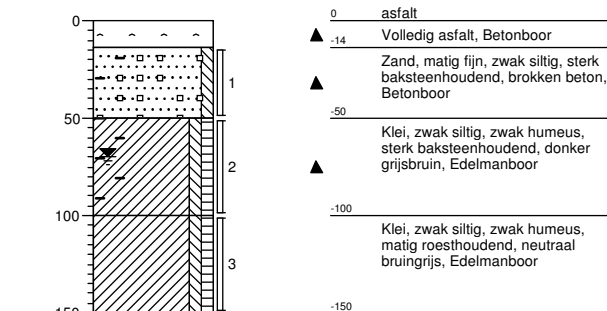 0
0 asfalt
Volledig asfalt, Betonboor
-14
Zand, matig fijn, zwak siltig, sterk
baksteenhoudend, brokken beton,
Betonboor
1
50
-50
Klei, zwak siltig, zwak humeus,
sterk baksteenhoudend, donker
grijsbruin, Edelmanboor
2
100
-100
Klei, zwak siltig, zwak humeus,
matig roesthoudend, neutraal
bruingrijs, Edelmanboor
3
150
-150